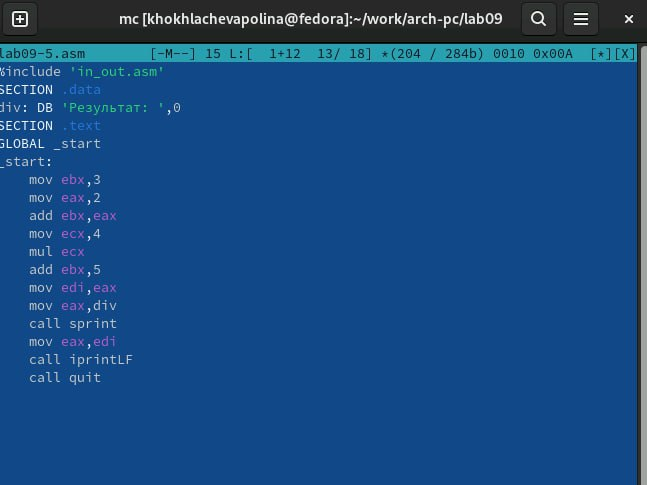 mc [khokhlachevapolina@fedora]:~/work/arch-pc/lab09
lab09-5.asm [-M--] 15 L:[ 1+12 13/ 18] *(204 / 284b) 0010 0x00A [*][X]
%include 'in_out.asm'
SECTION .data
div: DB 'Результат: ',0
SECTION .text
GLOBAL _start
_start:
mov ebx,3
mov eax,2
add ebx,eax
mov ecx,4
mul ecx
add ebx,5
mov edi,eax
mov eax,div
call sprint
mov eax,edi
call iprintLF
call quit